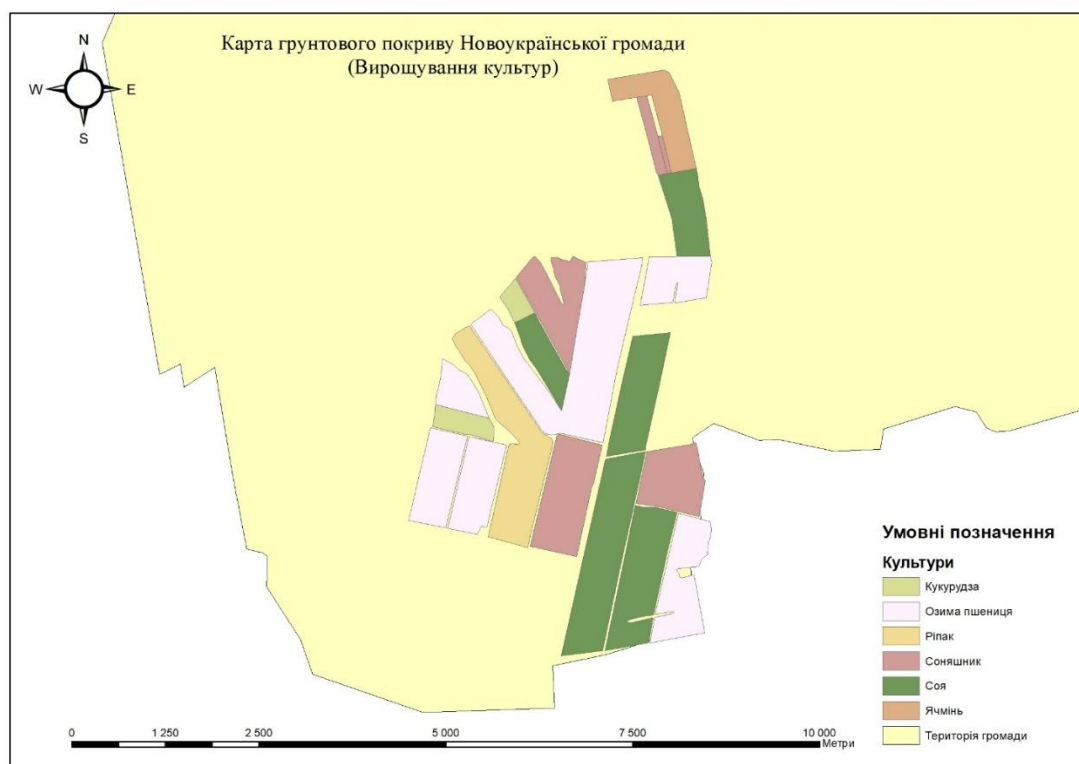 Карта грунтового покриву Новоукраїнської громади
(Вирощування культур)
N
W E
S
Умовні позначення
Культури
Кукурудза
Озима пшениця
Ріпак
Соняшник
Соя
Ячмінь
Територія громади
0 1 250 2 500 5 000 7 500 10 000
Метри